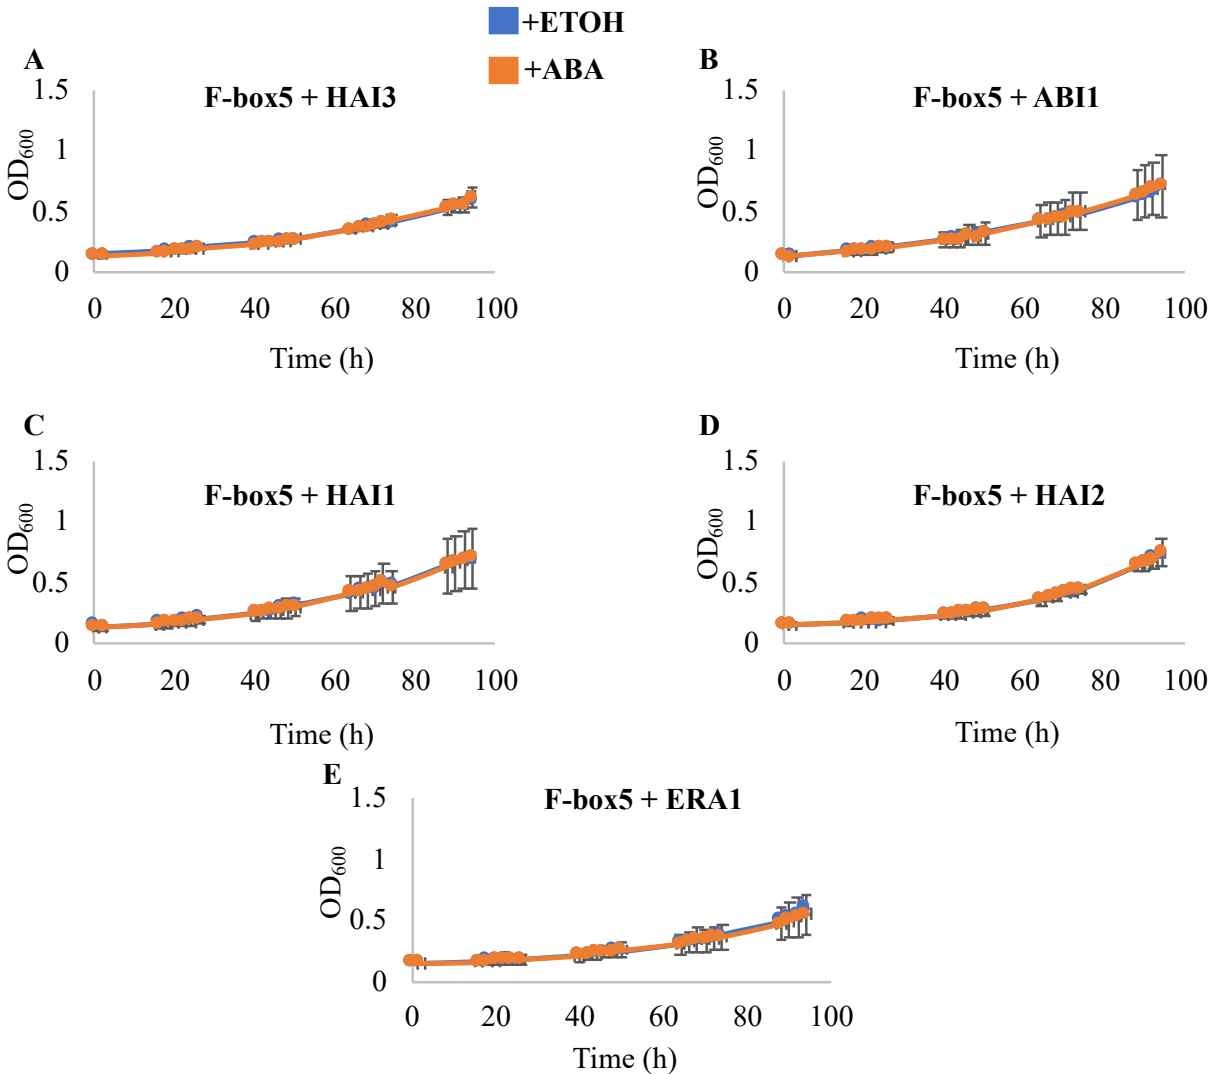 +ETOH
+ABA
A
F-box5 + HAI3
OD600
1.5
1
0.5
0
0 20 40 60 80 100
Time (h)
B
F-box5 + ABI1
OD600
1.5
1
0.5
0
0 20 40 60 80 100
Time (h)
C
F-box5 + HAI1
OD600
1.5
1
0.5
0
0 20 40 60 80 100
Time (h)
D
F-box5 + HAI2
OD600
1.5
1
0.5
0
0 20 40 60 80 100
Time (h)
E
F-box5 + ERA1
OD600
1.5
1
0.5
0
0 20 40 60 80 100
Time (h)